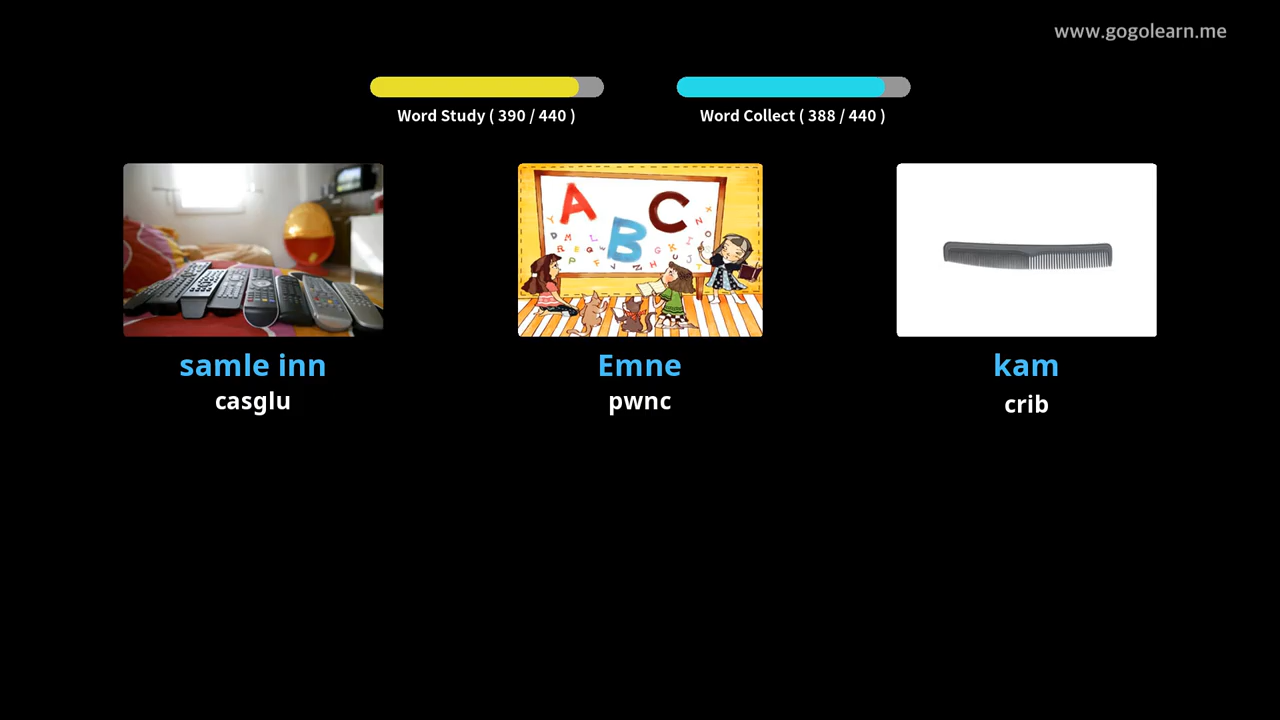 www.gogolearn.me
Word Study ( 390 / 440 )
Word Collect ( 388 / 440 )
A B C
samle inn
Emne
kam
casglu
pwnc
crib